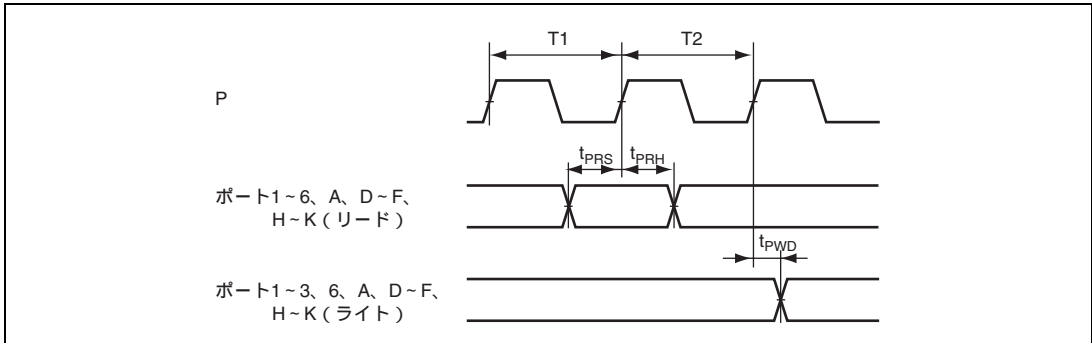 T1 T2
P
tPRS tPRH
ポート1~6、A、D~F、
H~K(リード)
tPWD
ポート1~3、6、A、D~F、
H~K(ライト)